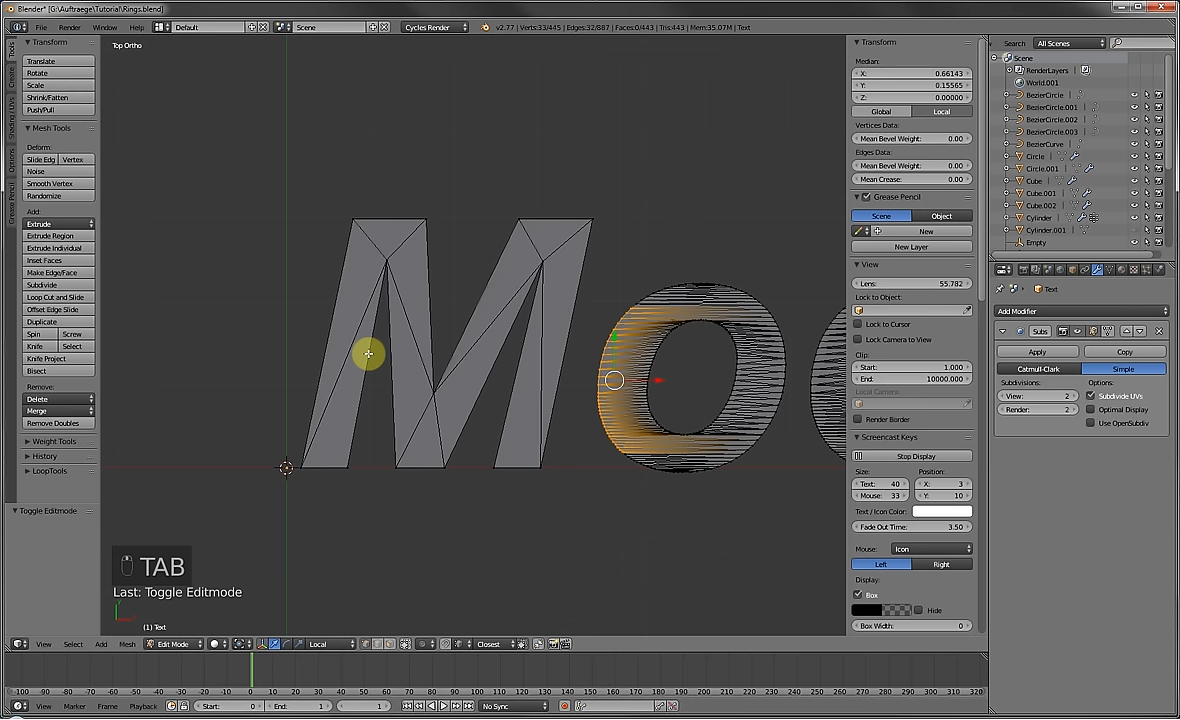 Blender* [G:\Auftraege\Tutorial\Rings.blend]
File Render Window Help Default Scene Cycles Render v2.77 | Verts:33/445 | Edges:32/887 | Faces:0/443 | Tris:443 | Mem:35.07M | Text
Tools
Create
Shading/UVs
Options
Grease Pencil
Transform
Translate
Rotate
Scale
Shrink/Fatten
Push/Pull
Mesh Tools
Deform:
Slide Edg Vertex
Noise
Smooth Vertex
Randomize
Add:
Extrude
Extrude Region
Extrude Individual
Inset Faces
Make Edge/Face
Subdivide
Loop Cut and Slide
Offset Edge Slide
Duplicate
Spin Screw
Knife Select
Knife Project
Bisect
Remove:
Delete
Merge
Remove Doubles
Weight Tools
History
LoopTools
Toggle Editmode
Top Ortho
Mo
TAB
Last: Toggle Editmode
(1) Text
Transform
Median:
X: 0.66143
Y: 0.15565
Z: 0.00000
Global Local
Vertices Data:
Mean Bevel Weight: 0.00
Edges Data:
Mean Bevel Weight: 0.00
Mean Crease: 0.00
Grease Pencil
Scene Object
New
New Layer
View
Lens: 55.782
Lock to Object:
Lock to Cursor
Lock Camera to View
Clip:
Start: 1.000
End: 10000.000
Local Camera:
Render Border
Screencast Keys
Stop Display
Size: Position:
Text: 40 X: 3
Mouse: 33 Y: 10
Text / Icon Color:
Fade Out Time: 3.50
Mouse: Icon
Left Right
Display:
Box
Hide
Box Width: 0
Search All Scenes
Scene
RenderLayers
World.001
BezierCircle
BezierCircle.001
BezierCircle.002
BezierCircle.003
BezierCurve
Circle
Circle.001
Cube
Cube.001
Cube.002
Cylinder
Cylinder.001
Empty
Text
Add Modifier
Subs
Apply Copy
Catmull-Clark Simple
Subdivisions: Options:
View: 2 Subdivide UVs
Render: 2 Optimal Display
Use OpenSubdiv
View Select Add Mesh Edit Mode Local Closest
-100 -90 -80 -70 -60 -50 -40 -30 -20 -10 0 10 20 30 40 50 60 70 80 90 100 110 120 130 140 150 160 170 180 190 200 210 220 230 240 250 260 270 280 290 300 310 320
View Marker Frame Playback Start: 0 End: 1 1 No Sync